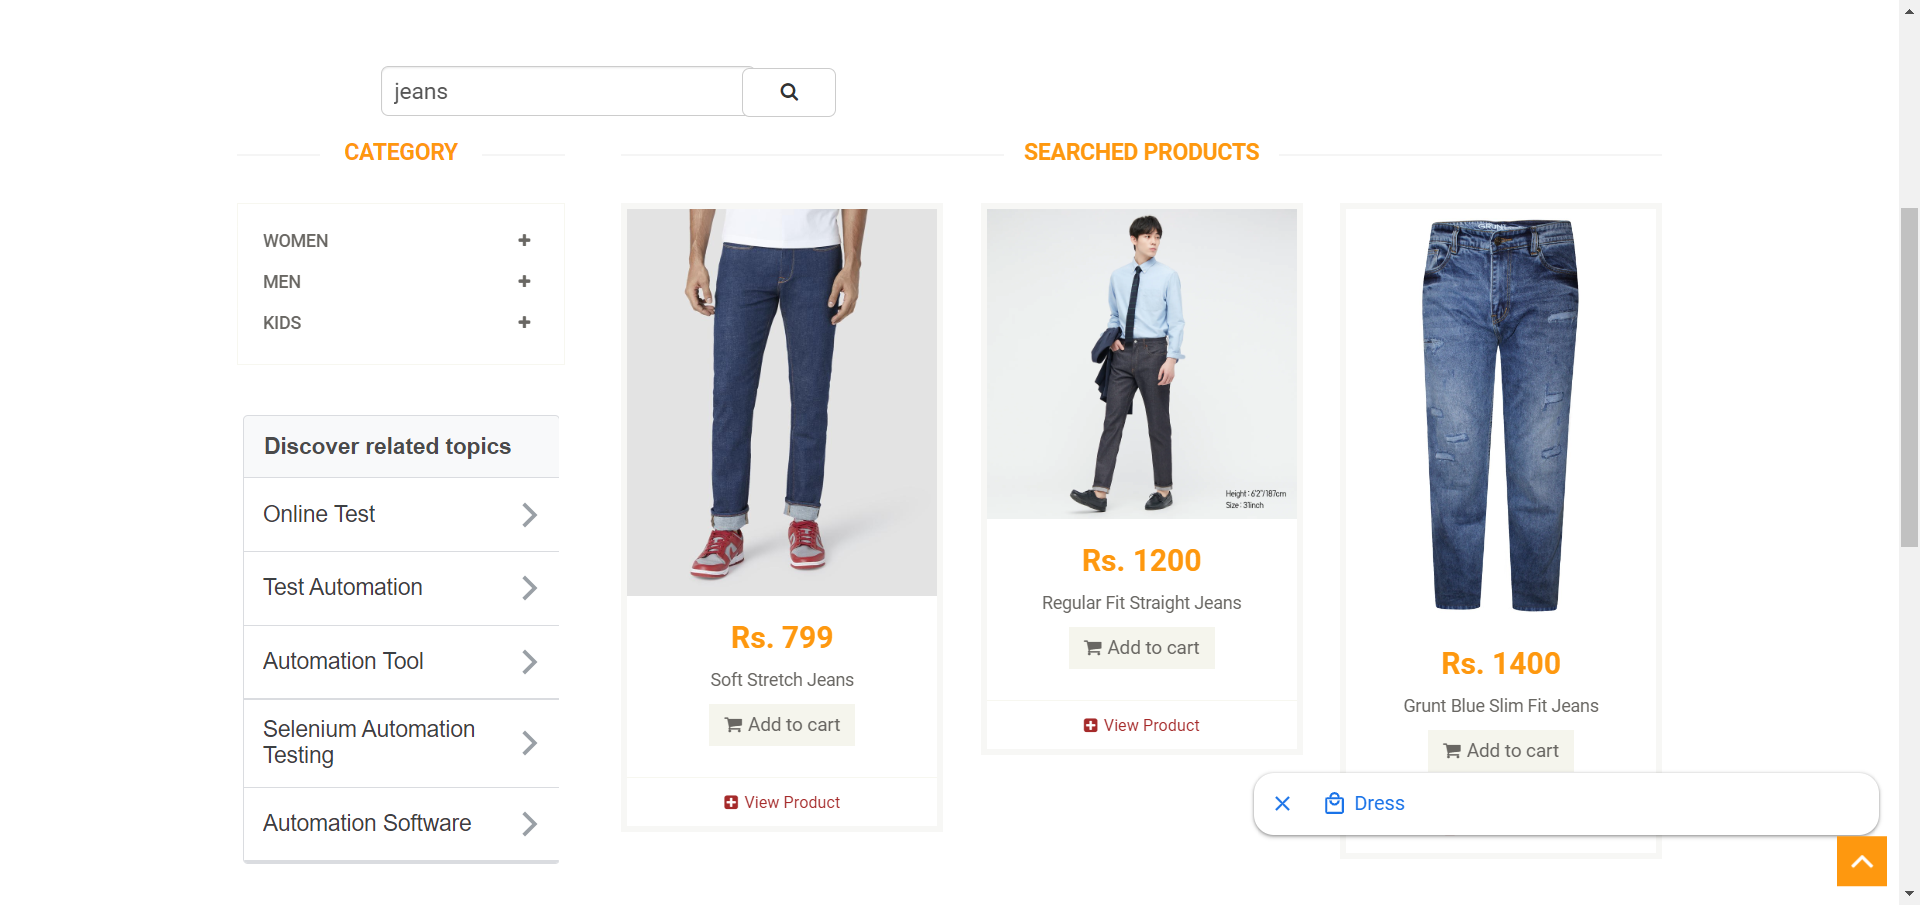 jeans
CATEGORY
WOMEN
MEN
KIDS
Discover related topics
Online Test
Test Automation
Automation Tool
Selenium Automation
Testing
Automation Software
SEARCHED PRODUCTS
Rs. 799
Soft Stretch Jeans
Add to cart
View Product
Height : 6'2"/187cm
Size : 31inch
Rs. 1200
Regular Fit Straight Jeans
Add to cart
View Product
GRUNT
Rs. 1400
Grunt Blue Slim Fit Jeans
Add to cart
Dress